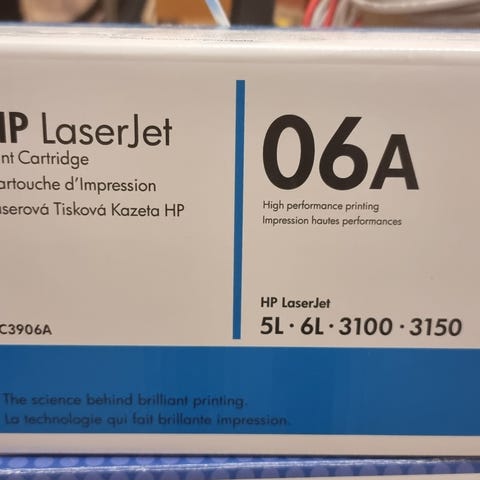 HP LaserJet
nt Cartridge
artouche d'Impression
aserová Tisková Kazeta HP
C3906A
06A
High performance printing
Impression hautes performances
HP LaserJet
5L · 6L · 3100 · 3150
The science behind brilliant printing.
La technologie qui fait brillante impression.